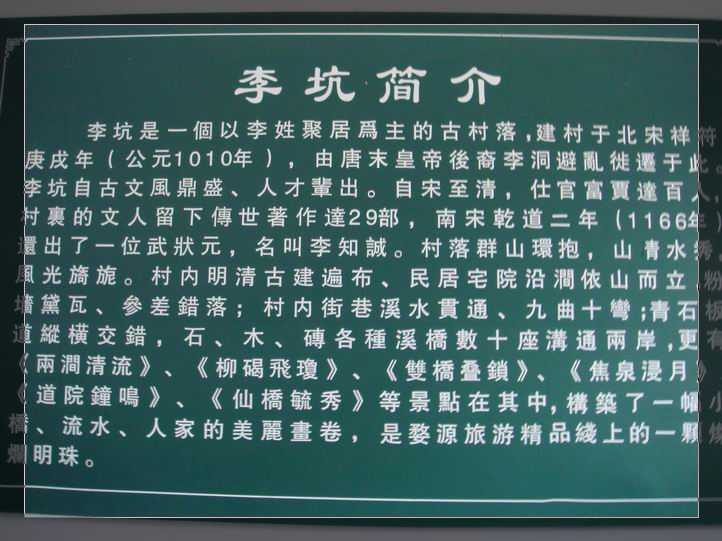 李坑简介
李坑是一個以李姓聚居爲主的古村落,建村于北宋祥符
庚戌年(公元1010年),由唐末皇帝後裔李洞避亂徙遷于此。
李坑自古文風鼎盛、人才輩出。自宋至清,仕官富賈達百人,
村裏的文人留下傳世著作達29部,南宋乾道二年(1166年)
還出了一位武狀元,名叫李知誠。村落群山環抱,山青水秀,
風光旖旎。村内明清古建遍布、民居宅院沿澗依山而立,粉
墻黛瓦、參差錯落;村内街巷溪水貫通、九曲十彎;青石板
道縱橫交錯,石、木、磚各種溪橋數十座溝通兩岸,更有
《兩澗清流》、《柳碣飛瓊》、《雙橋叠鎖》、《焦泉浸月》
《道院鐘鳴》、《仙橋毓秀》等景點在其中,構築了一幅小
橋、流水、人家的美麗畫卷,是婺源旅游精品綫上的一顆燦
爛明珠。